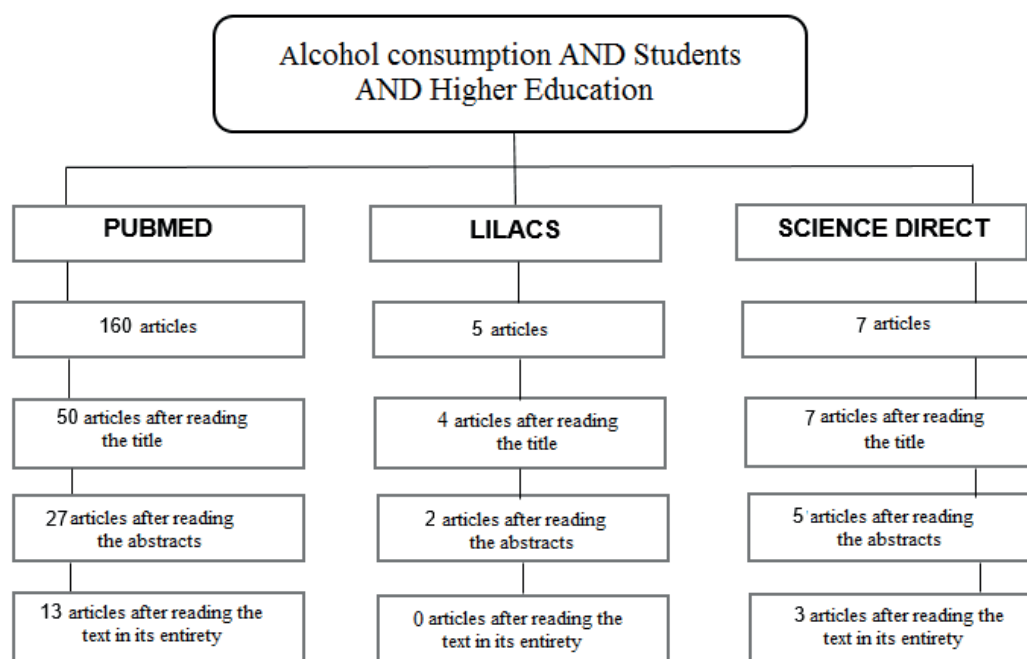 Alcohol consumption AND Students
AND Higher Education
PUBMED
LILACS
SCIENCE DIRECT
160 articles
5 articles
7 articles
50 articles after reading
the title
4 articles after reading
the title
7 articles after reading
the title
27 articles after reading
the abstracts
2 articles after reading
the abstracts
5 articles after reading
the abstracts
13 articles after reading the
text in its entirety
0 articles after reading the
text in its entirety
3 articles after reading the
text in its entirety